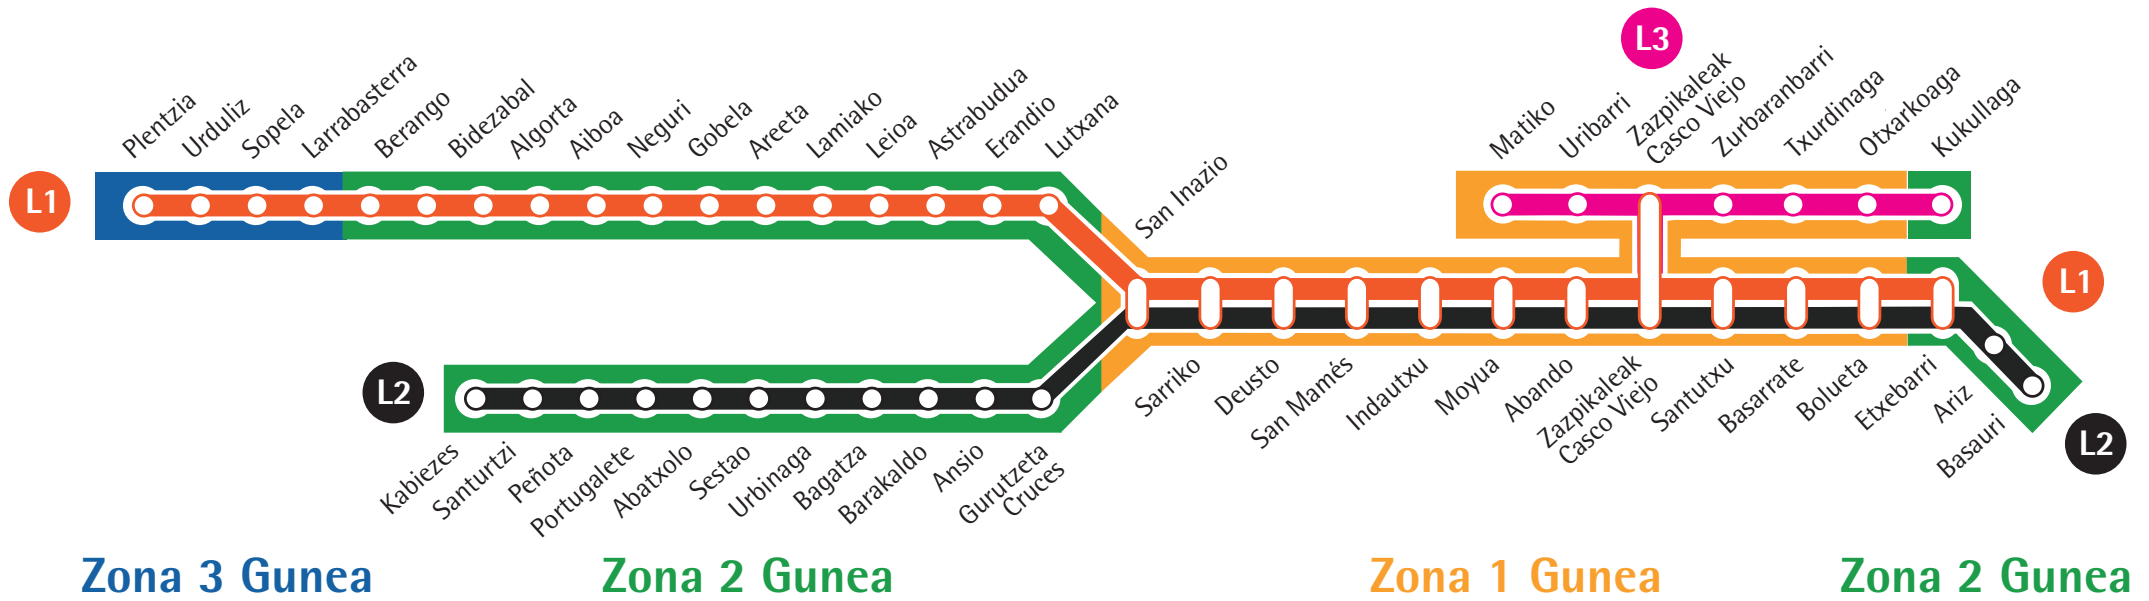 L3
Plentzia
Urduliz
Sopela
Larrabasterra
Berango
Bidezabal
Algorta
Aiboa
Neguri
Gobela
Areeta
Lamiako
Leioa
Astrabudua
Erandio
Lutxana
San Inazio
Matiko
Uribarri
Zazpikaleak
Casco Viejo
Zurbaranbarri
Txurdinaga
Otxarkoaga
Kukullaga
L1
L1
L2
Kabiezes
Santurtzi
Peñota
Portugalete
Abatxolo
Sestao
Urbinaga
Bagatza
Barakaldo
Ansio
Gurutzeta
Cruces
Sarriko
Deusto
San Mamés
Indautxu
Moyua
Abando
Zazpikaleak
Casco Viejo
Santutxu
Basarrate
Bolueta
Etxebarri
Ariz
Basauri
L2
Zona 3 Gunea
Zona 2 Gunea
Zona 1 Gunea
Zona 2 Gunea